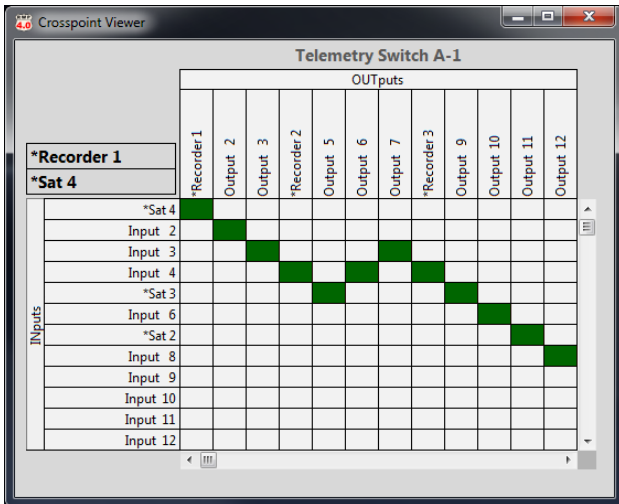 4.0 Crosspoint Viewer
Telemetry Switch A-1
OUTputs
*Recorder 1
Output 2
Output 3
*Recorder 2
Output 5
Output 6
Output 7
*Recorder 3
Output 9
Output 10
Output 11
Output 12
*Recorder 1
*Sat 4
INputs
*Sat 4
Input 2
Input 3
Input 4
*Sat 3
Input 6
*Sat 2
Input 8
Input 9
Input 10
Input 11
Input 12